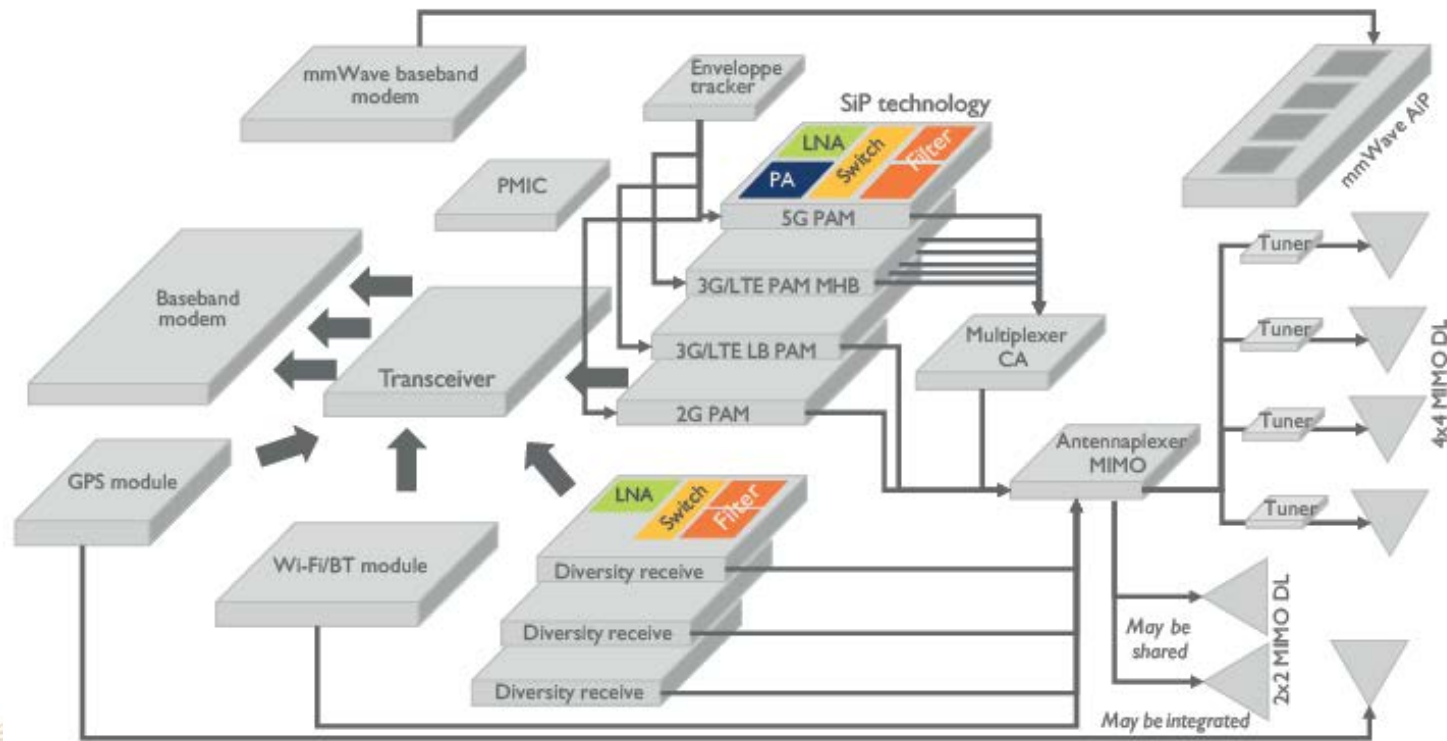 mmWave baseband
modem
Enveloppe
tracker
SiP technology
LNA
Switch
Filter
PA
mmWave AiP
PMIC
5G PAM
Tuner
Baseband
modem
3G/LTE PAM MHB
Tuner
Multiplexer
CA
Transceiver
3G/LTE LB PAM
2G PAM
Tuner
4x4 MIMO DL
Antennaplexer
MIMO
GPS module
LNA
Switch
Filter
Tuner
Wi-Fi/BT module
Diversity receive
Diversity receive
Diversity receive
May be
shared
2x2 MIMO DL
May be integrated